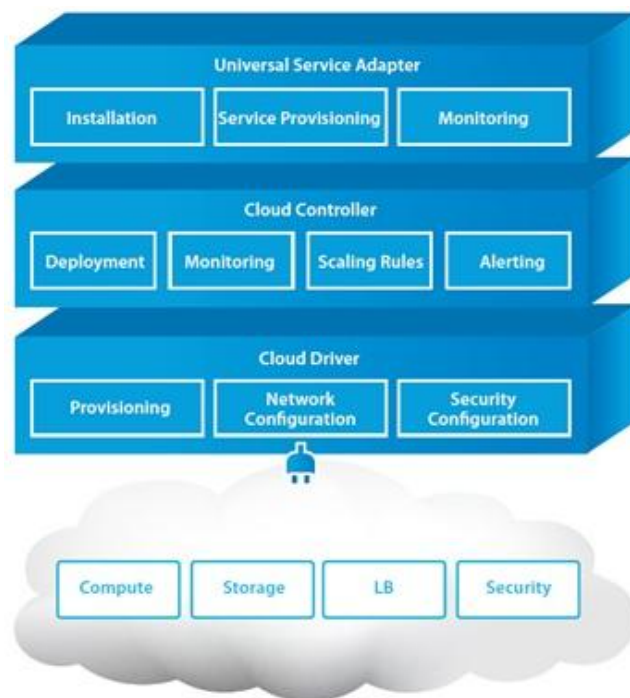 Universal Service Adapter
Installation
Service Provisioning
Monitoring
Cloud Controller
Deployment
Monitoring
Scaling Rules
Alerting
Cloud Driver
Provisioning
Network
Configuration
Security
Configuration
Compute
Storage
LB
Security